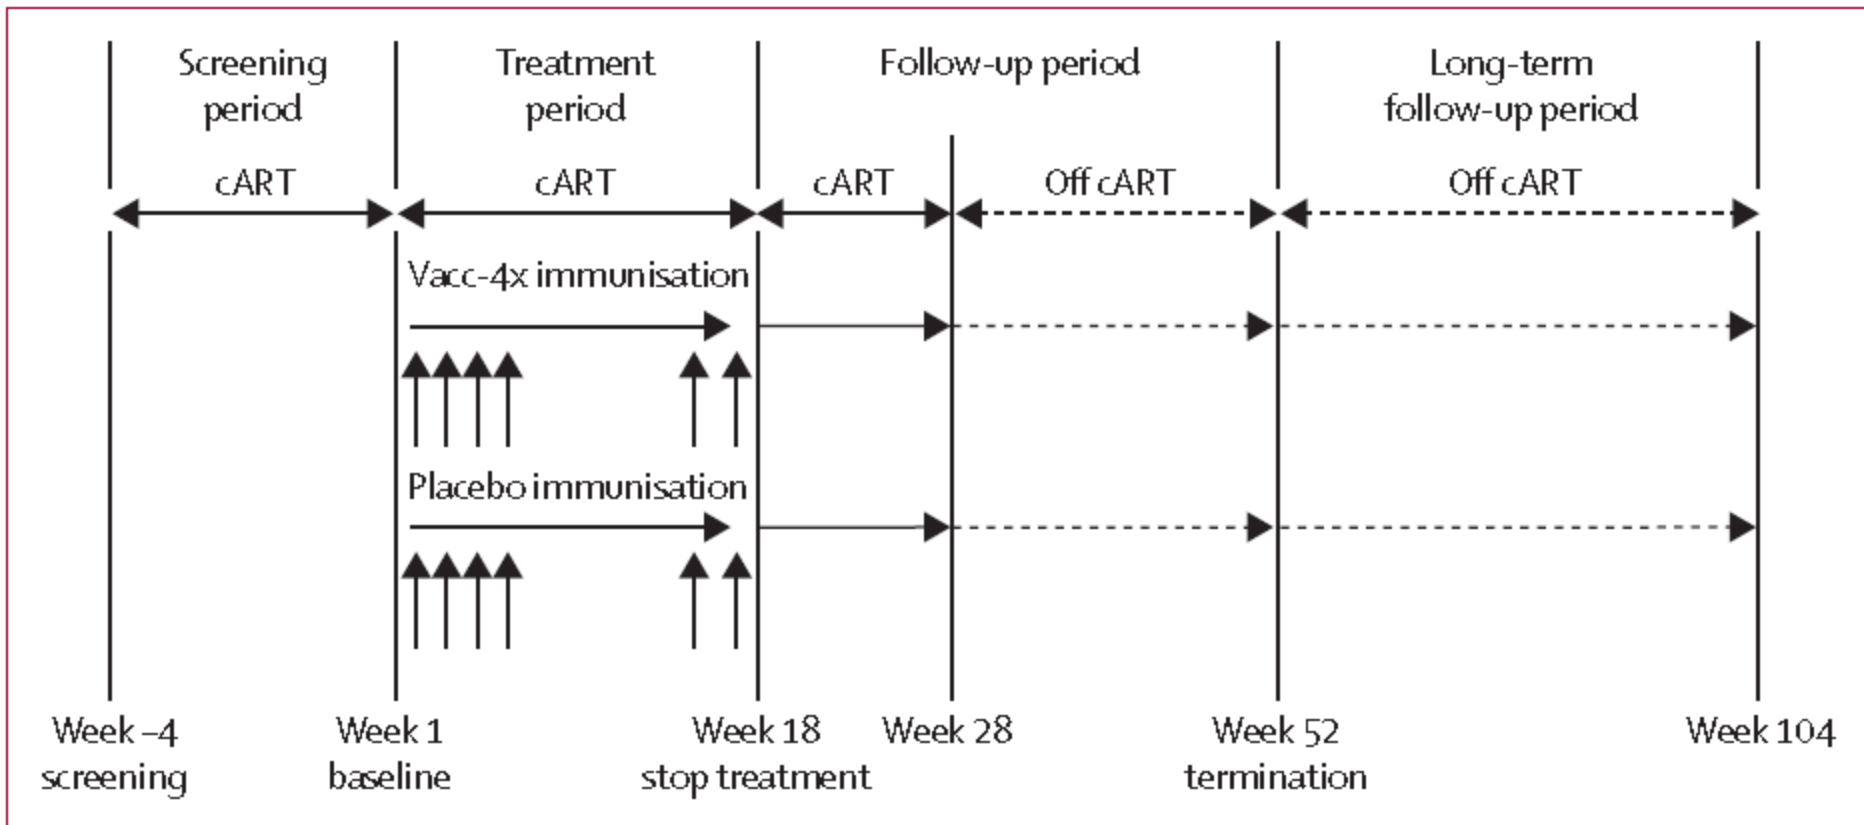 Screening
period
Treatment
period
Follow-up period
Long-term
follow-up period
cART
cART
cART
Off cART
Off cART
Vacc-4x immunisation
Placebo immunisation
Week –4
screening
Week 1
baseline
Week 18
stop treatment
Week 28
Week 52
termination
Week 104